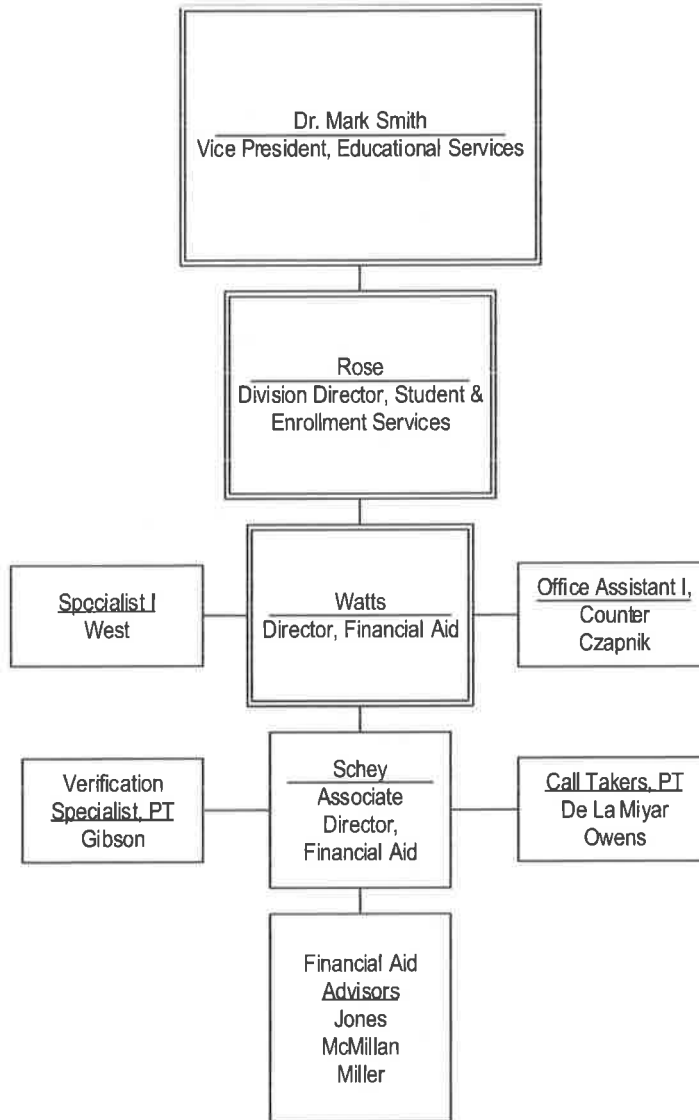 Dr. Mark Smith
Vice President, Educational Services
Rose
Division Director, Student &
Enrollment Services
Specialist I
West
Watts
Director, Financial Aid
Office Assistant I,
Counter
Czapnik
Verification
Specialist, PT
Gibson
Schey
Associate
Director,
Financial Aid
Call Takers, PT
De La Miyar
Owens
Financial Aid
Advisors
Jones
McMillan
Miller